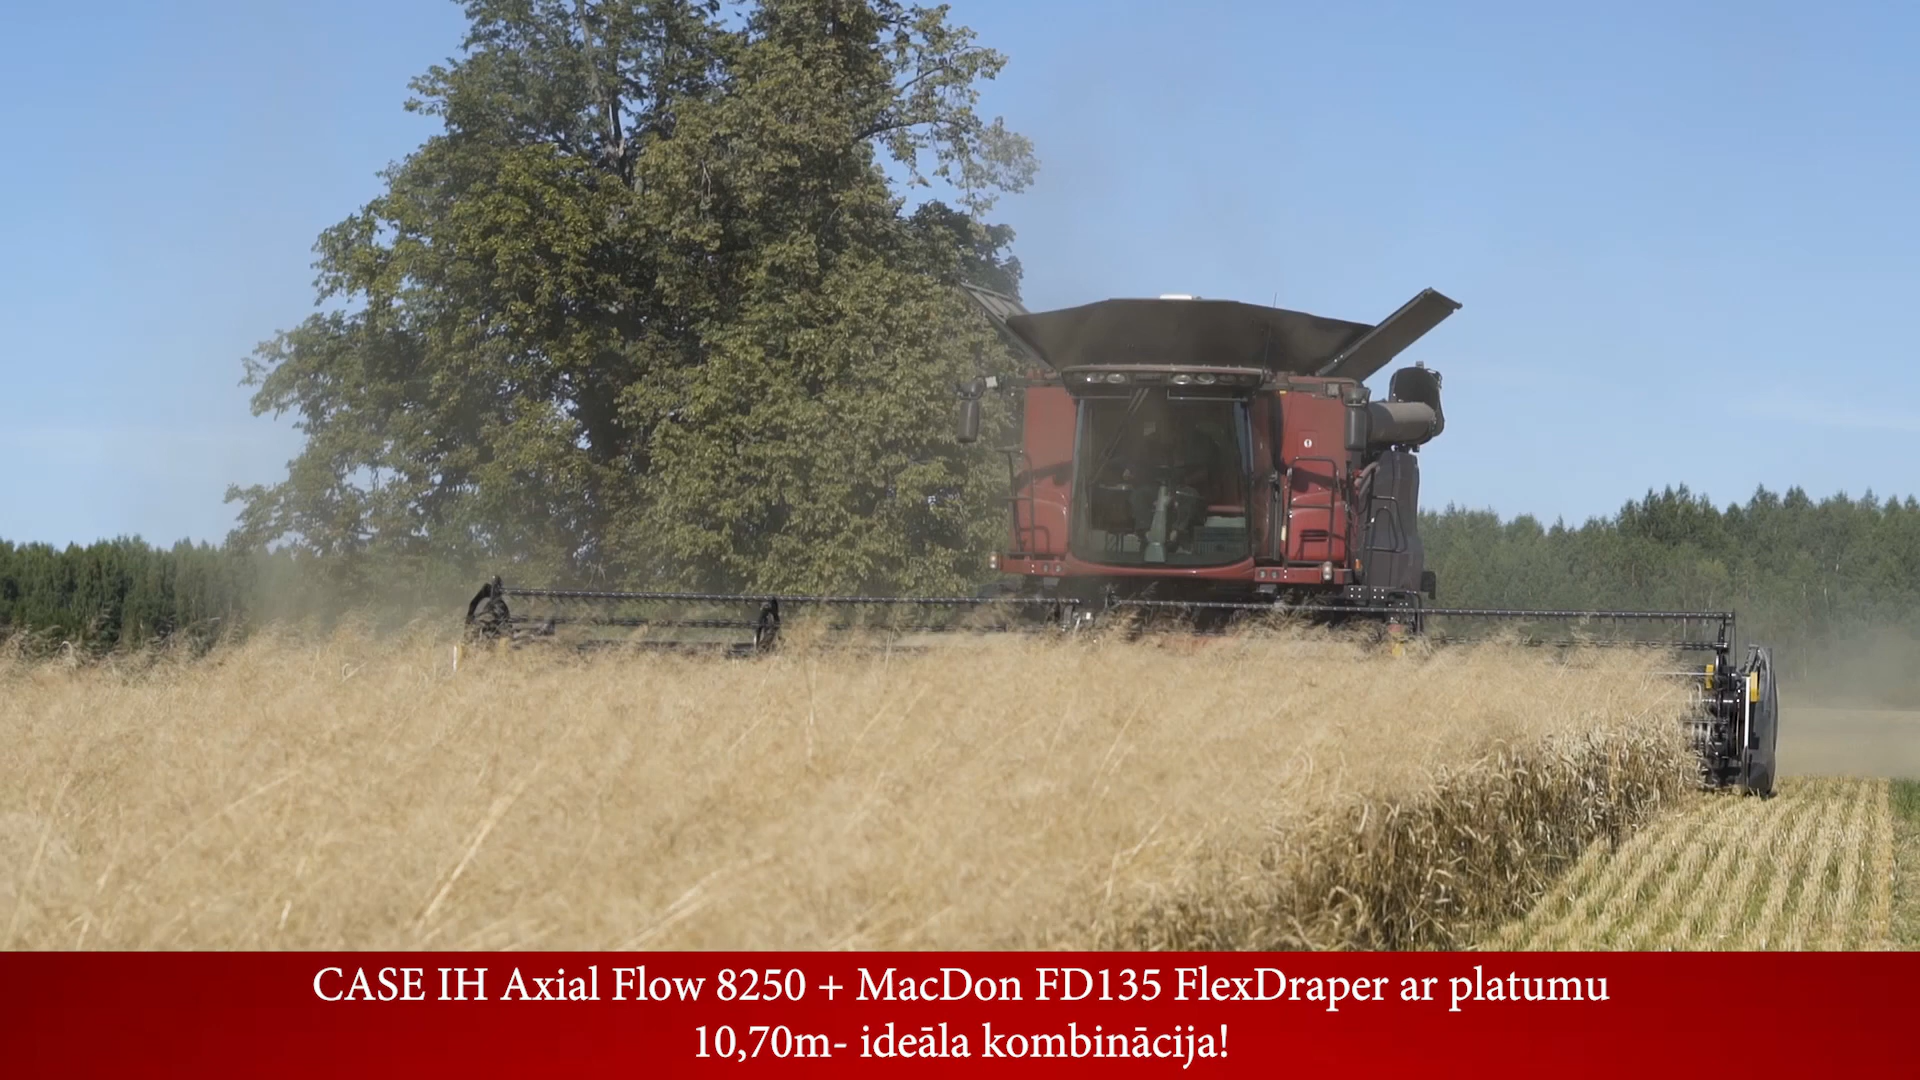 CASE IH Axial Flow 8250 + MacDon FD135 FlexDraper ar platumu
10,70m- ideāla kombinācija!